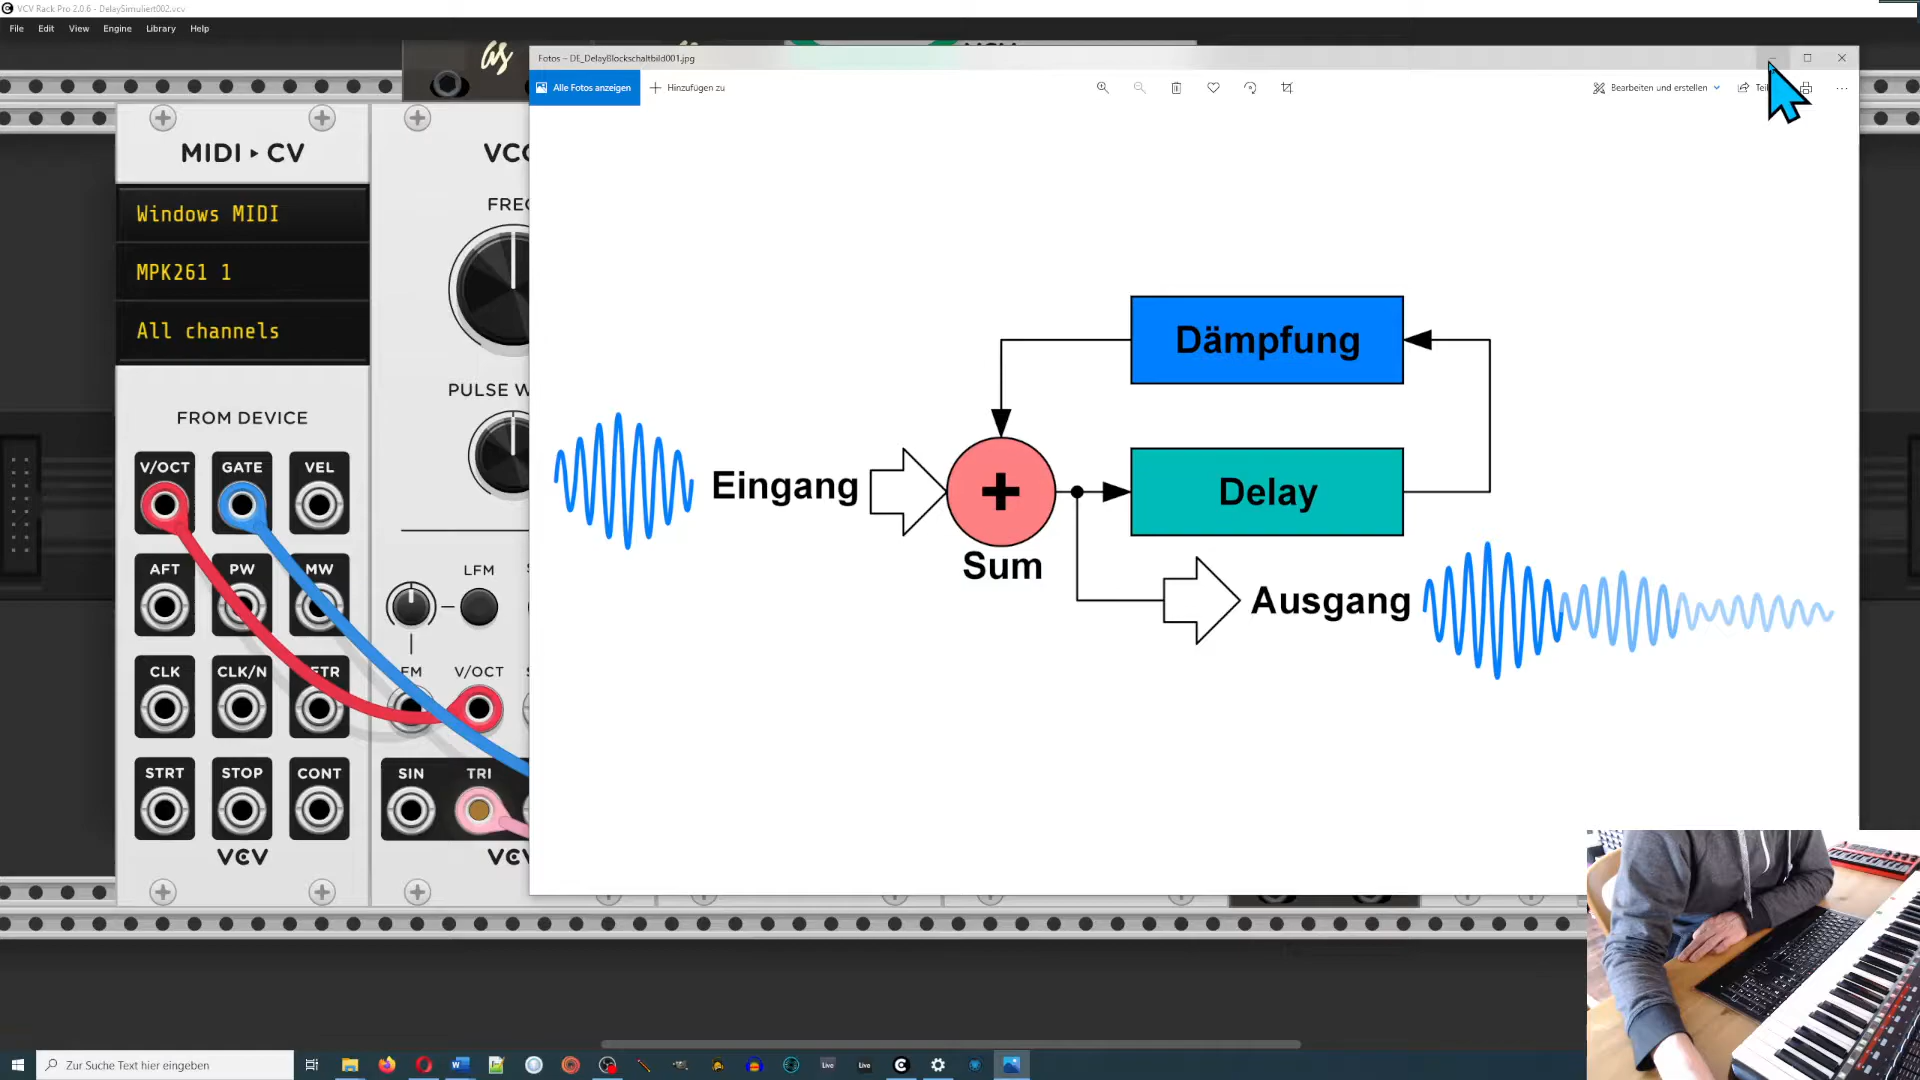 VCV Rack Pro 2.0.6 - DelaySimuliert002.vcv
File Edit View Engine Library Help
Fotos – DE_DelayBlockschaltbild001.jpg
Alle Fotos anzeigen
Hinzufügen zu
Bearbeiten und erstellen
MIDI ▸ CV
Windows MIDI
MPK261 1
All channels
FROM DEVICE
V/OCT GATE VEL
AFT PW MW
CLK CLK/N
STRT STOP CONT
VCV
FREQ
PULSE W
LFM
FM V/OCT
SIN TRI
Dämpfung
Eingang
+
Sum
Delay
Ausgang
Zur Suche Text hier eingeben
Live
Live